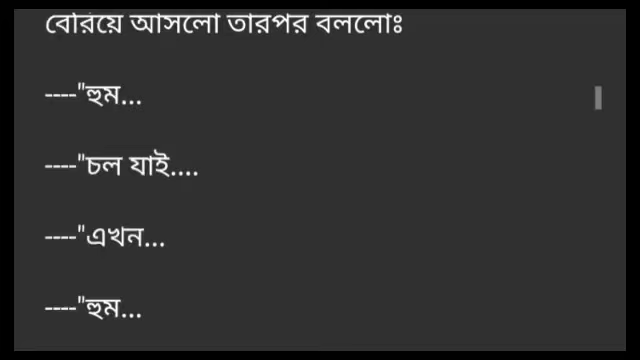 বেরিয়ে আসলো তারপর বললোঃ
----"হুম...
----"চল যাই....
----"এখন...
----"হুম...